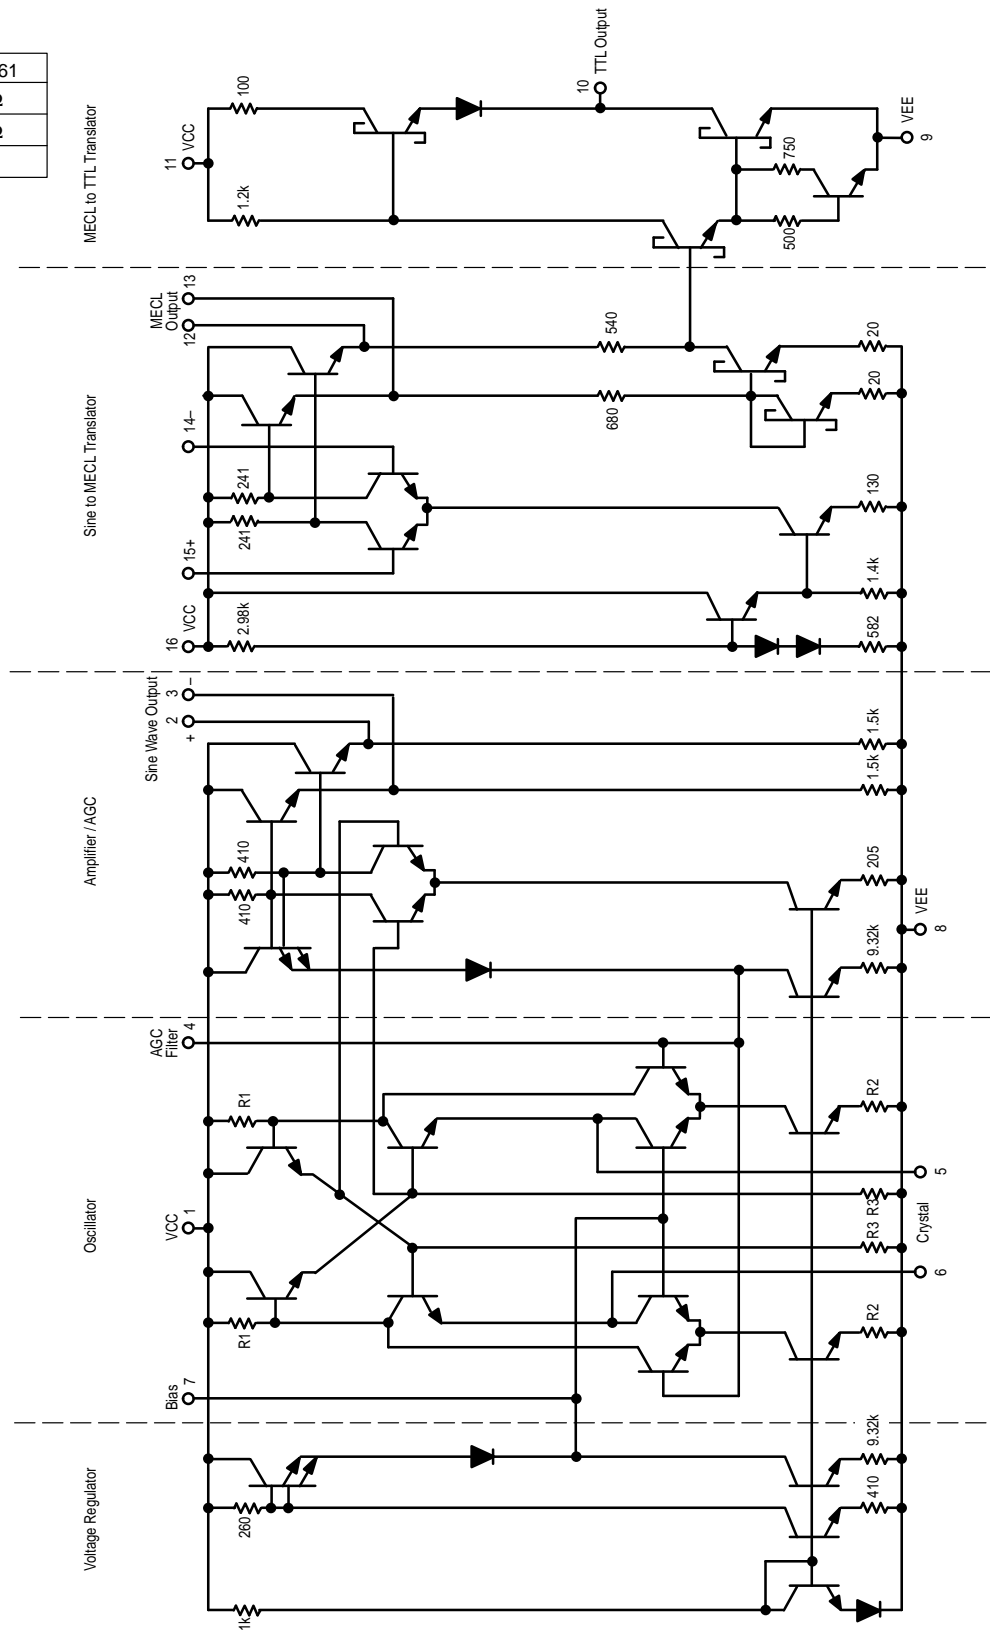 61
Voltage Regulator
Oscillator
Amplifier / AGC
Sine to MECL Translator
MECL to TTL Translator
Bias
7
VCC
1
AGC
Filter
4
Sine Wave Output
+
2
3
–
16
VCC
15+
14–
12
13
MECL
Output
11
VCC
1k
260
R1
R1
410
410
2.98k
241
241
1.2k
100
680
540
10
TTL Output
500
750
410
9.32k
R2
R3
R3
R2
9.32k
205
1.5k
1.5k
582
1.4k
130
20
20
6
Crystal
5
8
VEE
9
VEE